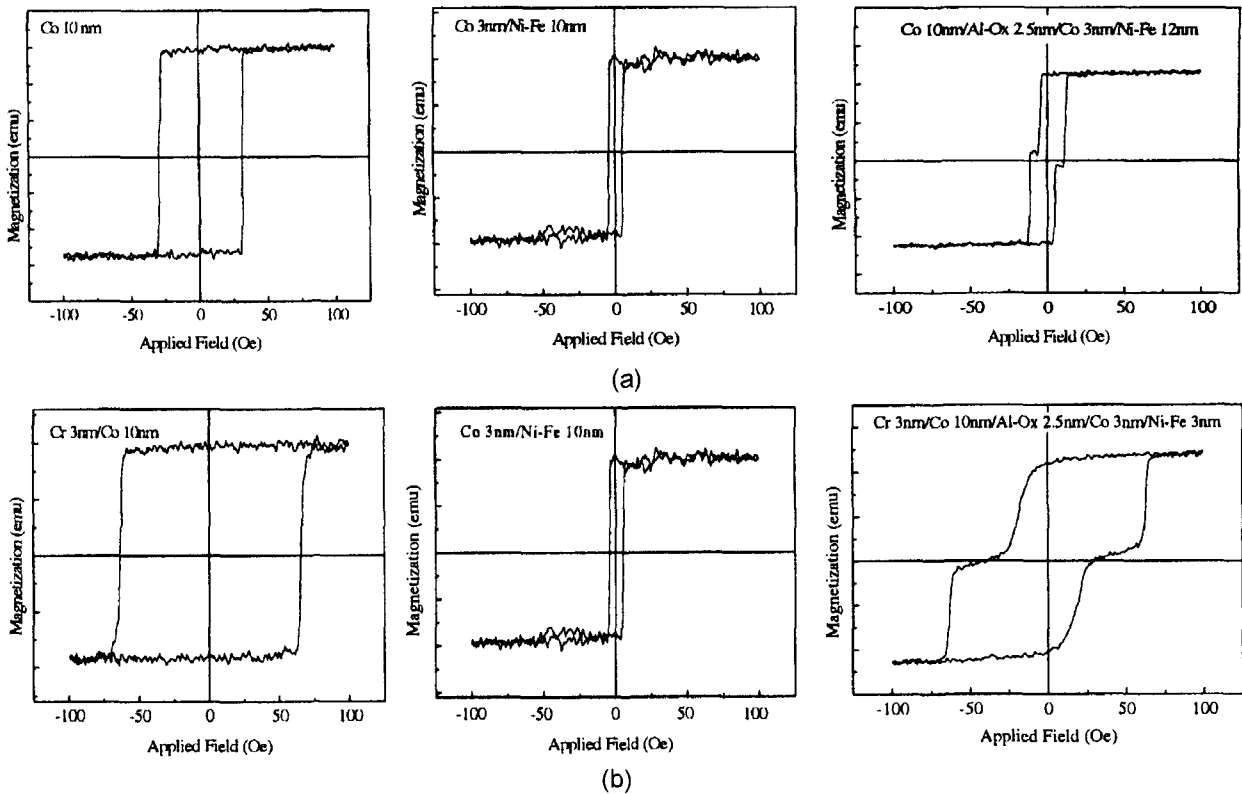 Co 10 nm
Magnetization (emu)
-100 -50 0 50 100
Applied Field (Oe)
Co 3nm/Ni-Fe 10nm
Magnetization (emu)
-100 -50 0 50 100
Applied Field (Oe)
Co 10nm/Al-Ox 2.5nm/Co 3nm/Ni-Fe 12nm
Magnetization (emu)
-100 -50 0 50 100
Applied Field (Oe)
(a)
Cr 3nm/Co 10nm
Magnetization (emu)
-100 -50 0 50 100
Applied Field (Oe)
Co 3nm/Ni-Fe 10nm
Magnetization (emu)
-100 -50 0 50 100
Applied Field (Oe)
Cr 3nm/Co 10nm/Al-Ox 2.5nm/Co 3nm/Ni-Fe 3nm
Magnetization (emu)
-100 -50 0 50 100
Applied Field (Oe)
(b)